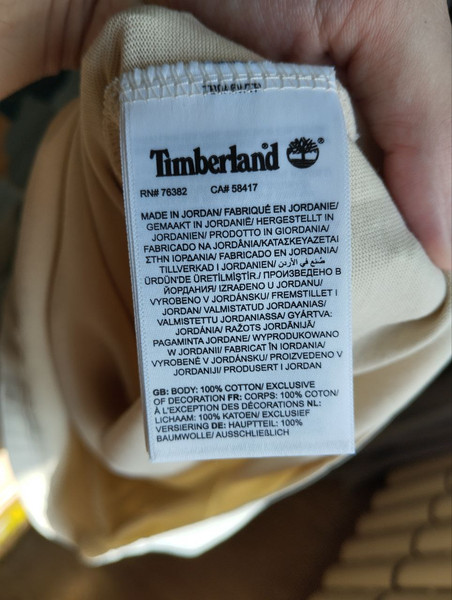 Timberland
RN# 76382 CA# 58417
MADE IN JORDAN/ FABRIQUÉ EN JORDANIE/
GEMAAKT IN JORDANIË/ HERGESTELLT IN
JORDANIEN/ PRODOTTO IN GIORDANIA/
FABRICADO NA JORDÂNIA/ΚΑΤΑΣΚΕΥΑΖΕΤΑΙ
ΣΤΗΝ ΙΟΡΔΑΝΙΑ/ FABRICADO EN JORDANIA/
TILLVERKAD I JORDANIEN/ صُنع في الأردن/
ÜRDÜN'DE ÜRETİLMİŞTİR./ ПРОИЗВЕДЕНО В
ЙОРДАНИЯ/ IZRAĐENO U JORDANU/
VYROBENO V JORDÁNSKU/ FREMSTILLET I
JORDAN/ VALMISTATUD JORDAANIAS/
VALMISTETTU JORDANIASSA/ GYÁRTVA:
JORDÁNIA/ RAŽOTS JORDĀNIJĀ/
PAGAMINTA JORDANE/ WYPRODUKOWANO
W JORDANII/ FABRICAT ÎN IORDANIA/
VYROBENÉ V JORDÁNSKU/ PROIZVEDENO V
JORDANIJI/ PRODUSERT I JORDAN
GB: BODY: 100% COTTON/ EXCLUSIVE
OF DECORATION FR: CORPS: 100% COTON/
À L'EXCEPTION DES DÉCORATIONS NL:
LICHAAM: 100% KATOEN/ EXCLUSIEF
VERSIERING DE: HAUPTTEIL: 100%
BAUMWOLLE/ AUSSCHLIEßLICH